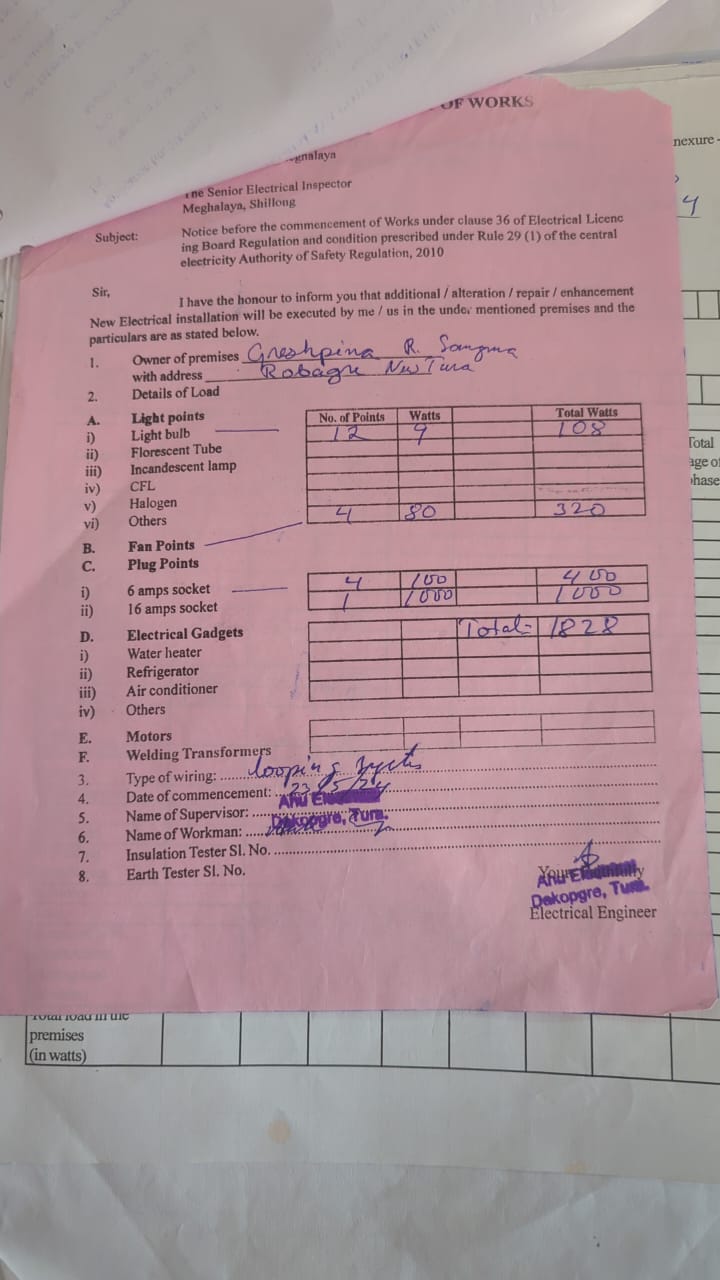 OF WORKS
nexure -
The Senior Electrical Inspector
Meghalaya, Shillong
4
Subject: Notice before the commencement of Works under clause 36 of Electrical Licenc
ing Board Regulation and condition prescribed under Rule 29 (1) of the central
electricity Authority of Safety Regulation, 2010
Sir,
I have the honour to inform you that additional / alteration / repair / enhancement
New Electrical installation will be executed by me / us in the under mentioned premises and the
particulars are as stated below.
1. Owner of premises Greshpina R. Sangma
with address Robagre New Tura
2. Details of Load
A. Light points No. of Points Watts Total Watts
i) Light bulb 12 9 108
ii) Florescent Tube
iii) Incandescent lamp
iv) CFL
v) Halogen
vi) Others 4 80 320
B. Fan Points
C. Plug Points
i) 6 amps socket 4 100 400
ii) 16 amps socket 1 1000 1000
D. Electrical Gadgets Total- 1828
i) Water heater
ii) Refrigerator
iii) Air conditioner
iv) Others
E. Motors
F. Welding Transformers
3. Type of wiring: looping
4. Date of commencement: 23/5/24
5. Name of Supervisor:
Dakopgre, Tura.
6. Name of Workman:
7. Insulation Tester Sl. No.
8. Earth Tester Sl. No.
Dakopgre, Tura.
Electrical Engineer
premises
(in watts)